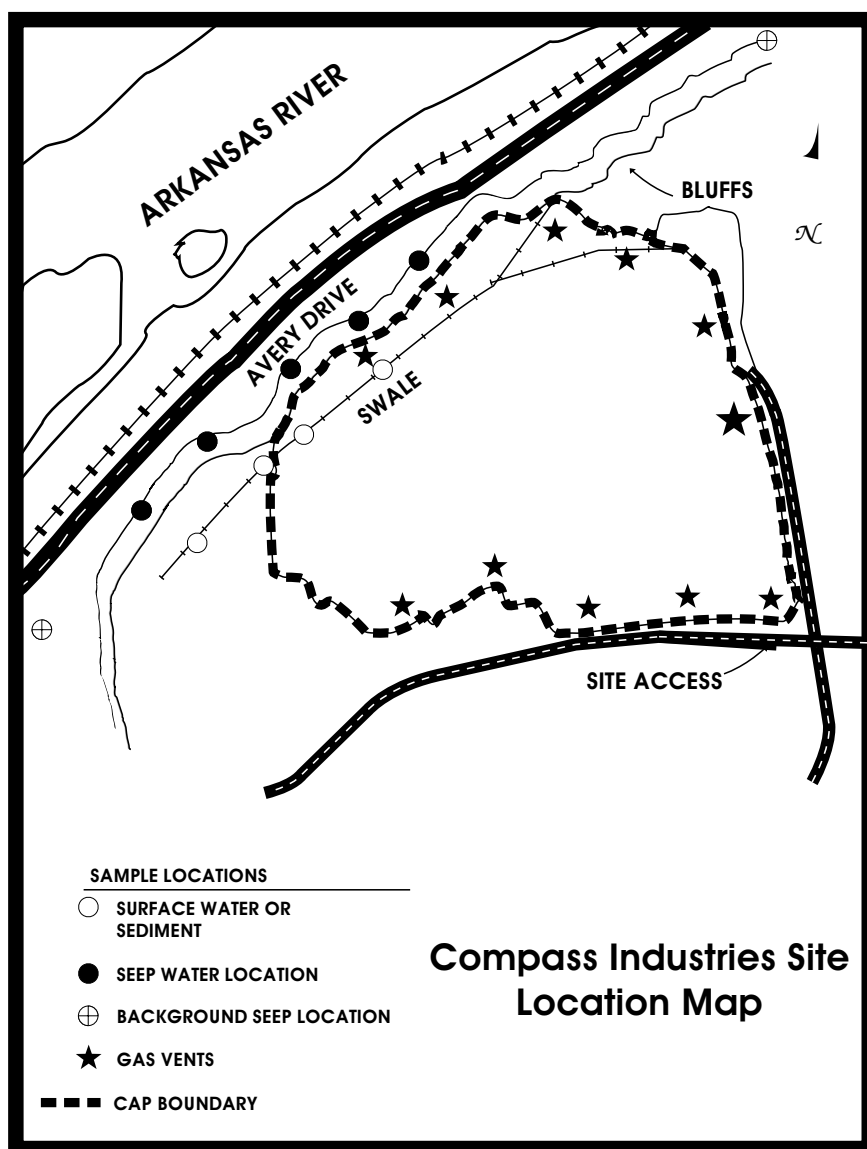 ARKANSAS RIVER
BLUFFS
N
AVERY DRIVE
SWALE
SITE ACCESS
SAMPLE LOCATIONS
SURFACE WATER OR
SEDIMENT
SEEP WATER LOCATION
BACKGROUND SEEP LOCATION
GAS VENTS
CAP BOUNDARY
Compass Industries Site
Location Map